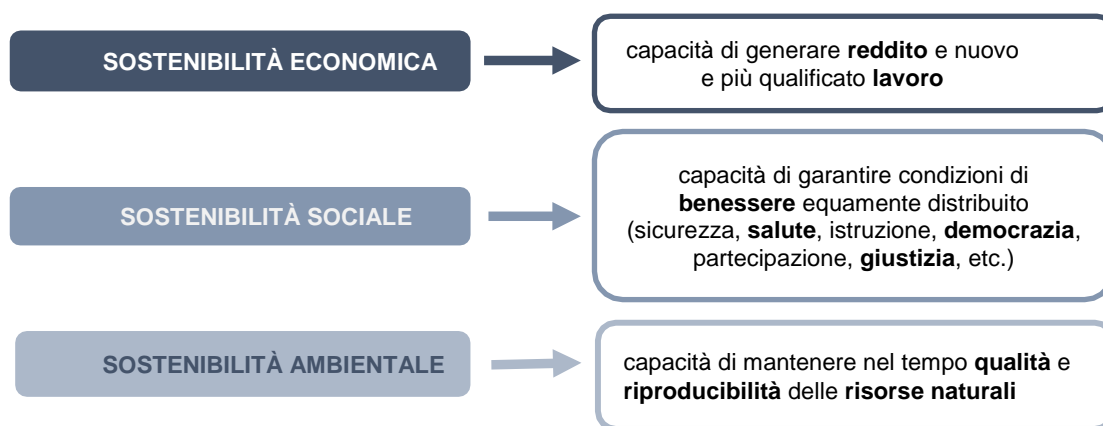 SOSTENIBILITÀ ECONOMICA
capacità di generare reddito e nuovo
e più qualificato lavoro
SOSTENIBILITÀ SOCIALE
capacità di garantire condizioni di
benessere equamente distribuito
(sicurezza, salute, istruzione, democrazia,
partecipazione, giustizia, etc.)
SOSTENIBILITÀ AMBIENTALE
capacità di mantenere nel tempo qualità e
riproducibilità delle risorse naturali